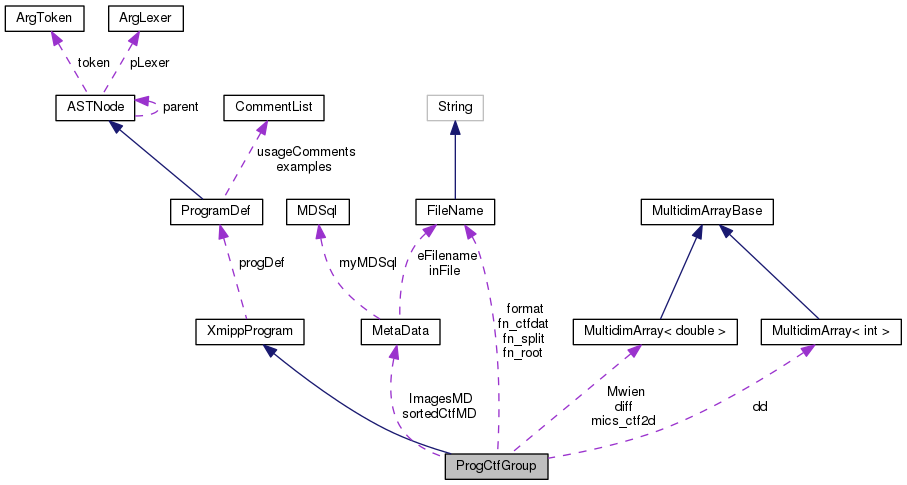 ArgToken
ArgLexer
token
pLexer
ASTNode
parent
CommentList
String
usageComments
examples
ProgramDef
MDSql
FileName
MultidimArrayBase
progDef
myMDSql
eFilename
inFile
format
fn_ctfdat
fn_split
fn_root
XmippProgram
MetaData
MultidimArray< double >
MultidimArray< int >
ImagesMD
sortedCtfMD
Mwien
diff
mics_ctf2d
dd
ProgCtfGroup